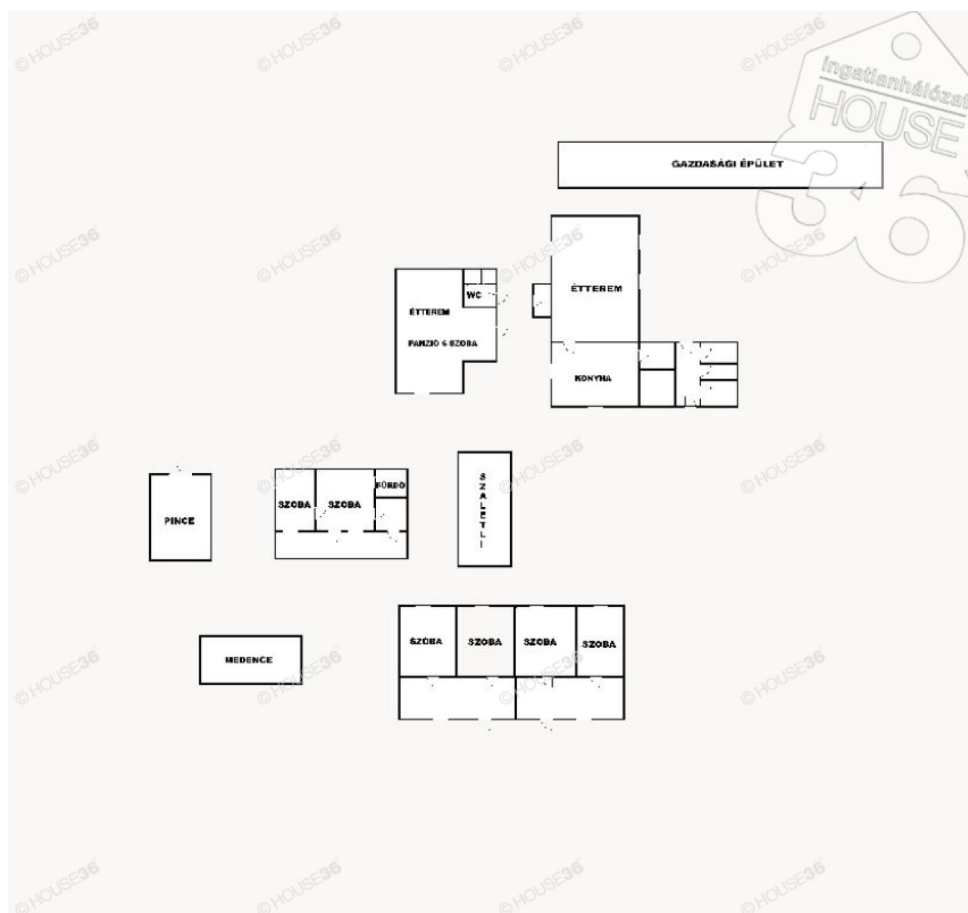 © HOUSE36
© HOUSE36
© HOUSE36
ingatlanhálózat
HOUSE
36
GAZDASÁGI ÉPÜLET
© HOUSE36
© HOUSE36
© HOUSE36
© HOUSE36
ÉTTEREM
WC
ÉTTEREM
PANZIÓ 6 SZOBA
KONYHA
© HOUSE36
© HOUSE36
© HOUSE36
© HOUSE36
FÜRDŐ
SZOBA
SZOBA
SZALETLI
PINCE
SZOBA
SZOBA
SZOBA
SZOBA
MEDENCE
© HOUSE36
© HOUSE36
© HOUSE36
© HOUSE36
© HOUSE36
© HOUSE36
© HOUSE36
© HOUSE36